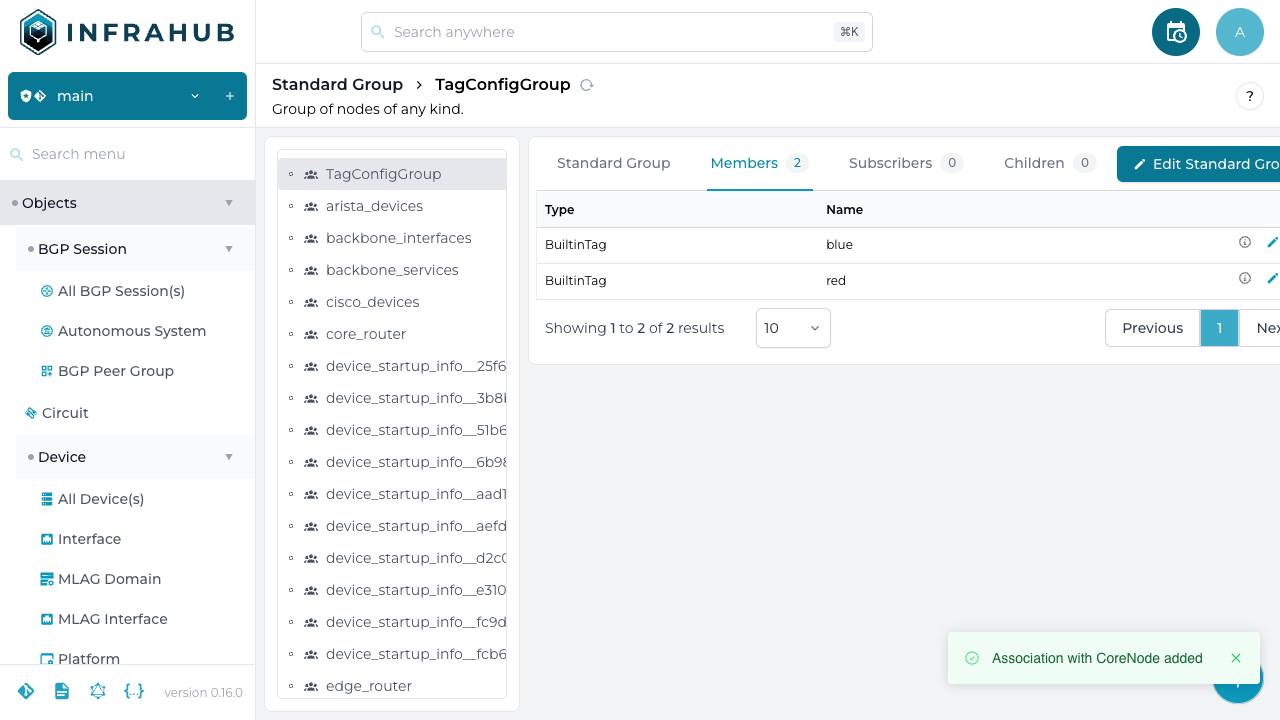 INFRAHUB
Search anywhere
⌘K
A
main
+
Standard Group > TagConfigGroup
Group of nodes of any kind.
?
Search menu
Objects
BGP Session
All BGP Session(s)
Autonomous System
BGP Peer Group
Circuit
Device
All Device(s)
Interface
MLAG Domain
MLAG Interface
Platform
version 0.16.0
TagConfigGroup
arista_devices
backbone_interfaces
backbone_services
cisco_devices
core_router
device_startup_info__25f6
device_startup_info__3b8
device_startup_info__51b6
device_startup_info__6b98
device_startup_info__aad1
device_startup_info__aefd
device_startup_info__d2c0
device_startup_info__e310
device_startup_info__fc9d
device_startup_info__fcb6
edge_router
Standard Group Members 2 Subscribers 0 Children 0 Edit Standard Gro
Type Name
BuiltinTag blue
BuiltinTag red
Showing 1 to 2 of 2 results 10 Previous 1 Nex
Association with CoreNode added